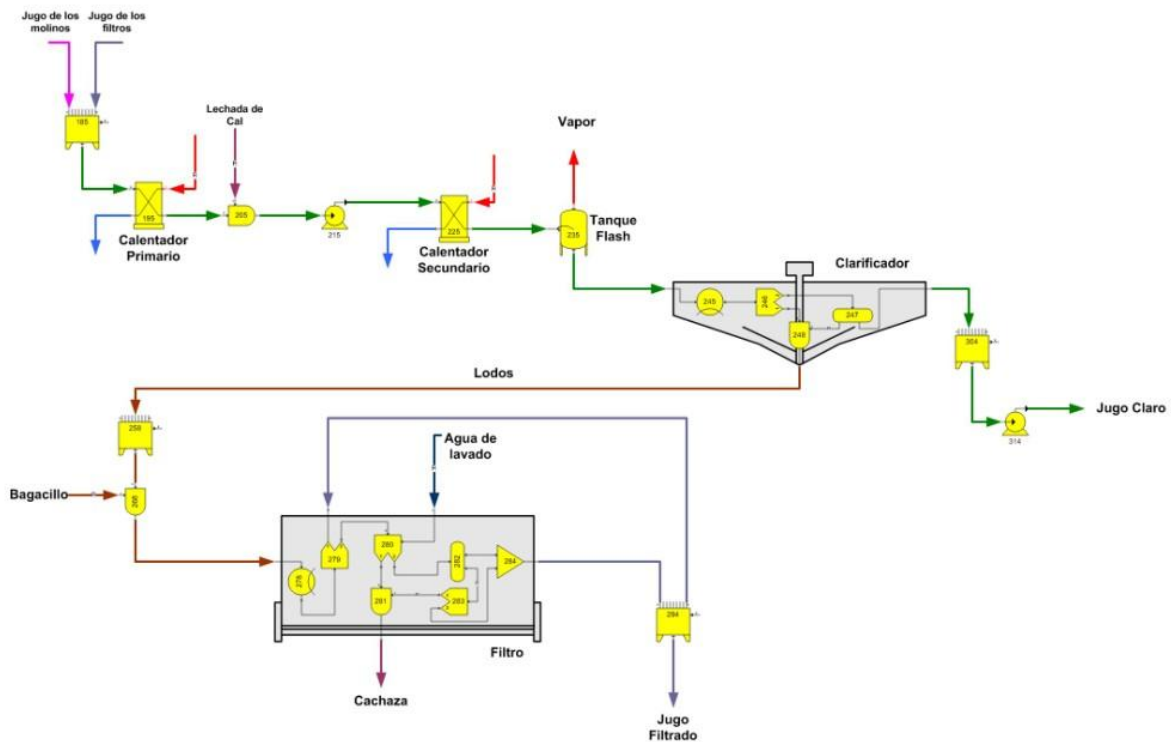 Jugo de los
molinos
Jugo de los
filtros
185
Lechada de
Cal
195
Calentador
Primario
205
215
225
Calentador
Secundario
Vapor
235
Tanque
Flash
Clarificador
245
246
247
248
304
314
Jugo Claro
Lodos
258
Bagacillo
268
Agua de
lavado
278
279
280
281
282
283
284
Filtro
Cachaza
294
Jugo
Filtrado